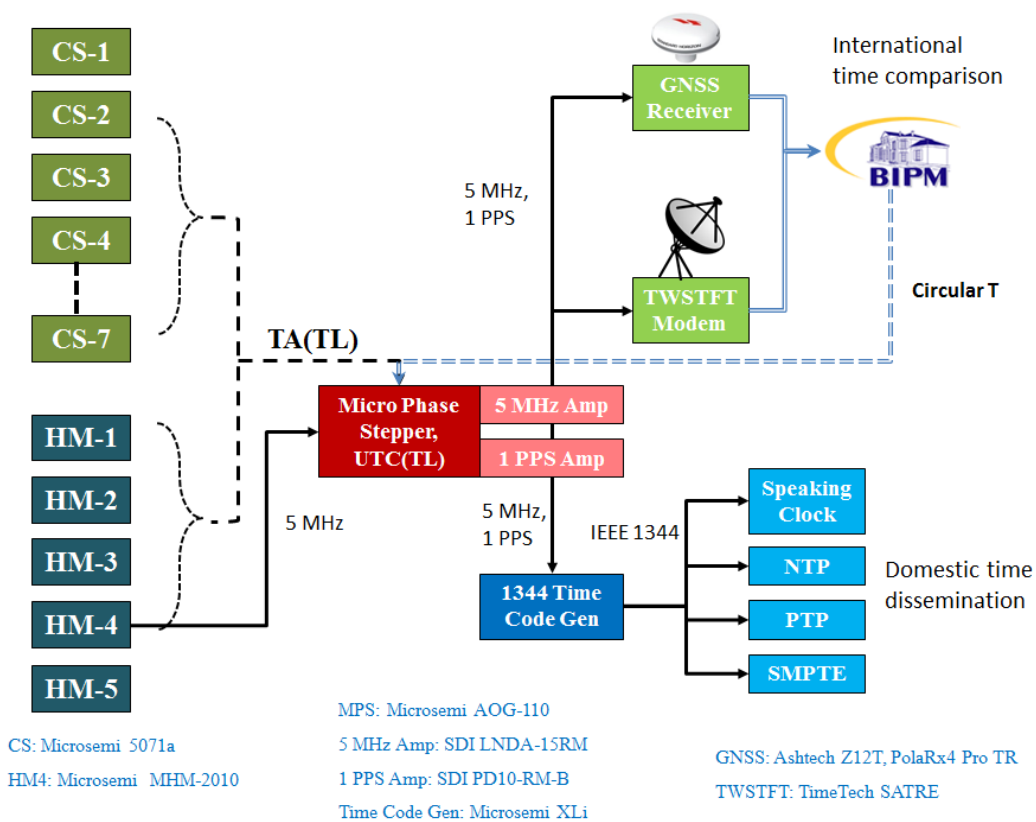 CS-1
CS-2
CS-3
CS-4
CS-7
HM-1
HM-2
HM-3
HM-4
HM-5
TA(TL)
5 MHz
Micro Phase
Stepper,
UTC(TL)
5 MHz Amp
1 PPS Amp
5 MHz,
1 PPS
GNSS
Receiver
TWSTFT
Modem
International
time comparison
BIPM
Circular T
5 MHz,
1 PPS
IEEE 1344
1344 Time
Code Gen
Speaking
Clock
NTP
PTP
SMPTE
Domestic time
dissemination
CS: Microsemi 5071a
HM4: Microsemi MHM-2010
MPS: Microsemi AOG-110
5 MHz Amp: SDI LNDA-15RM
1 PPS Amp: SDI PD10-RM-B
Time Code Gen: Microsemi XLi
GNSS: Ashtech Z12T, PolaRx4 Pro TR
TWSTFT: TimeTech SATRE